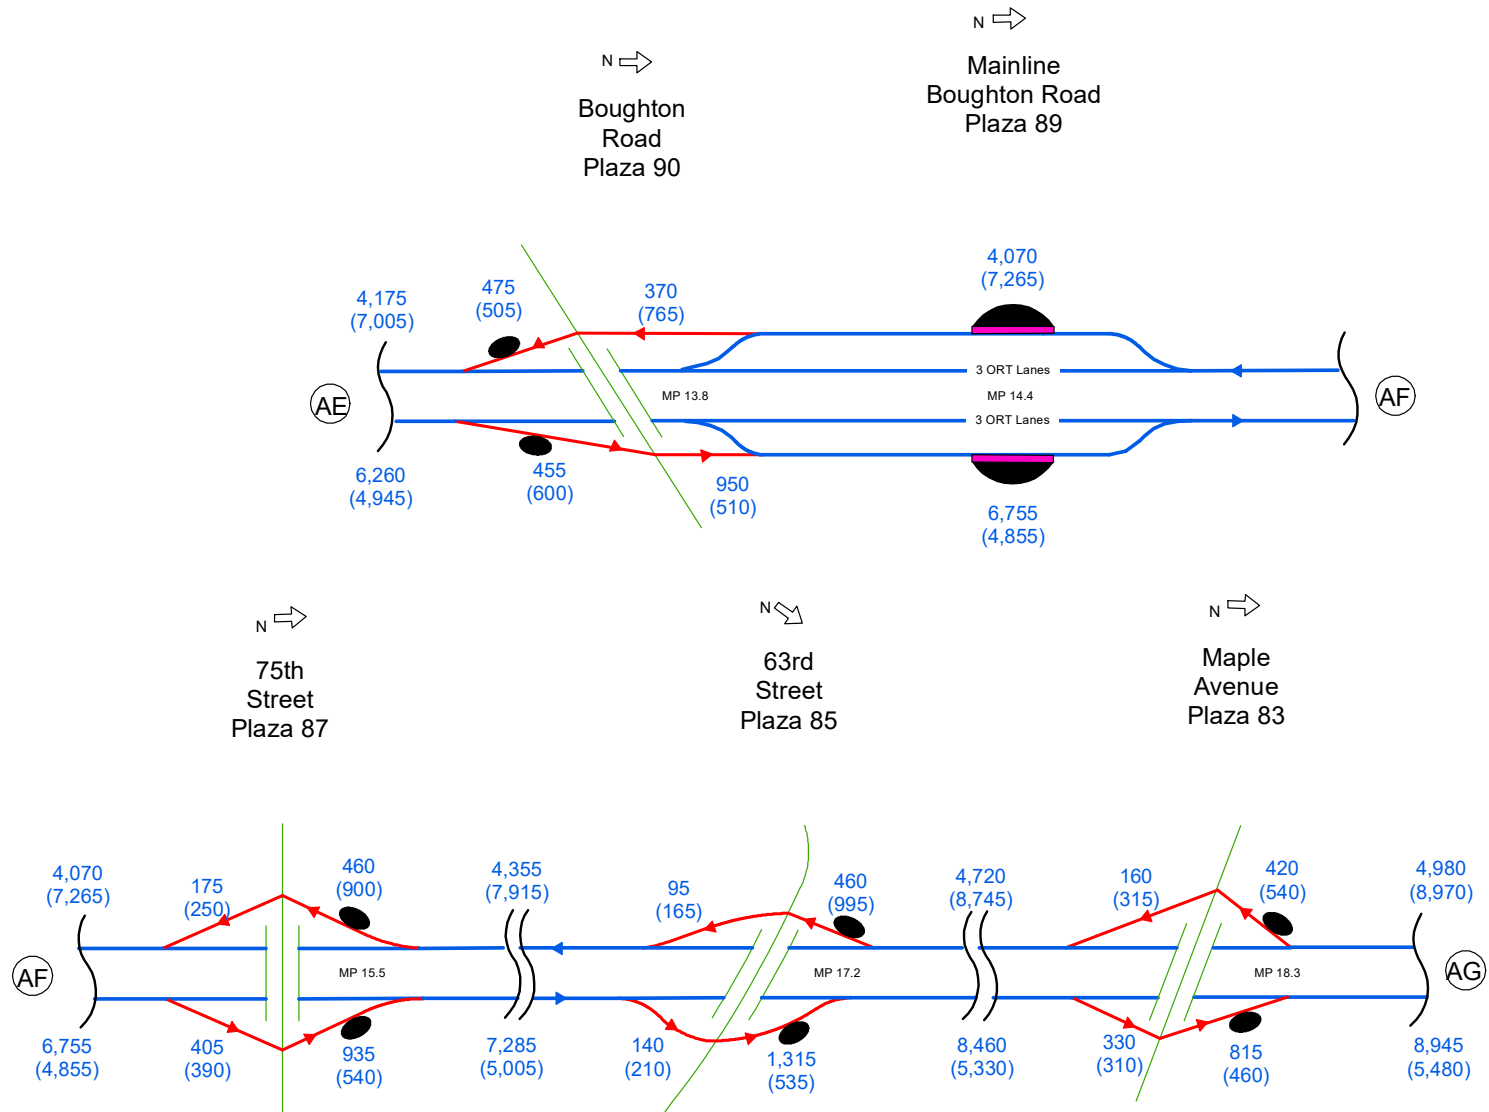 N
Mainline
Boughton Road
Plaza 89
N
Boughton
Road
Plaza 90
4,070
(7,265)
475
(505)
370
(765)
4,175
(7,005)
3 ORT Lanes
AE
MP 13.8
MP 14.4
AF
3 ORT Lanes
6,260
(4,945)
455
(600)
950
(510)
6,755
(4,855)
N
75th
Street
Plaza 87
N
63rd
Street
Plaza 85
N
Maple
Avenue
Plaza 83
4,070
(7,265)
175
(250)
460
(900)
4,355
(7,915)
95
(165)
460
(995)
4,720
(8,745)
160
(315)
420
(540)
4,980
(8,970)
AF
MP 15.5
MP 17.2
MP 18.3
AG
6,755
(4,855)
405
(390)
935
(540)
7,285
(5,005)
140
(210)
1,315
(535)
8,460
(5,330)
330
(310)
815
(460)
8,945
(5,480)